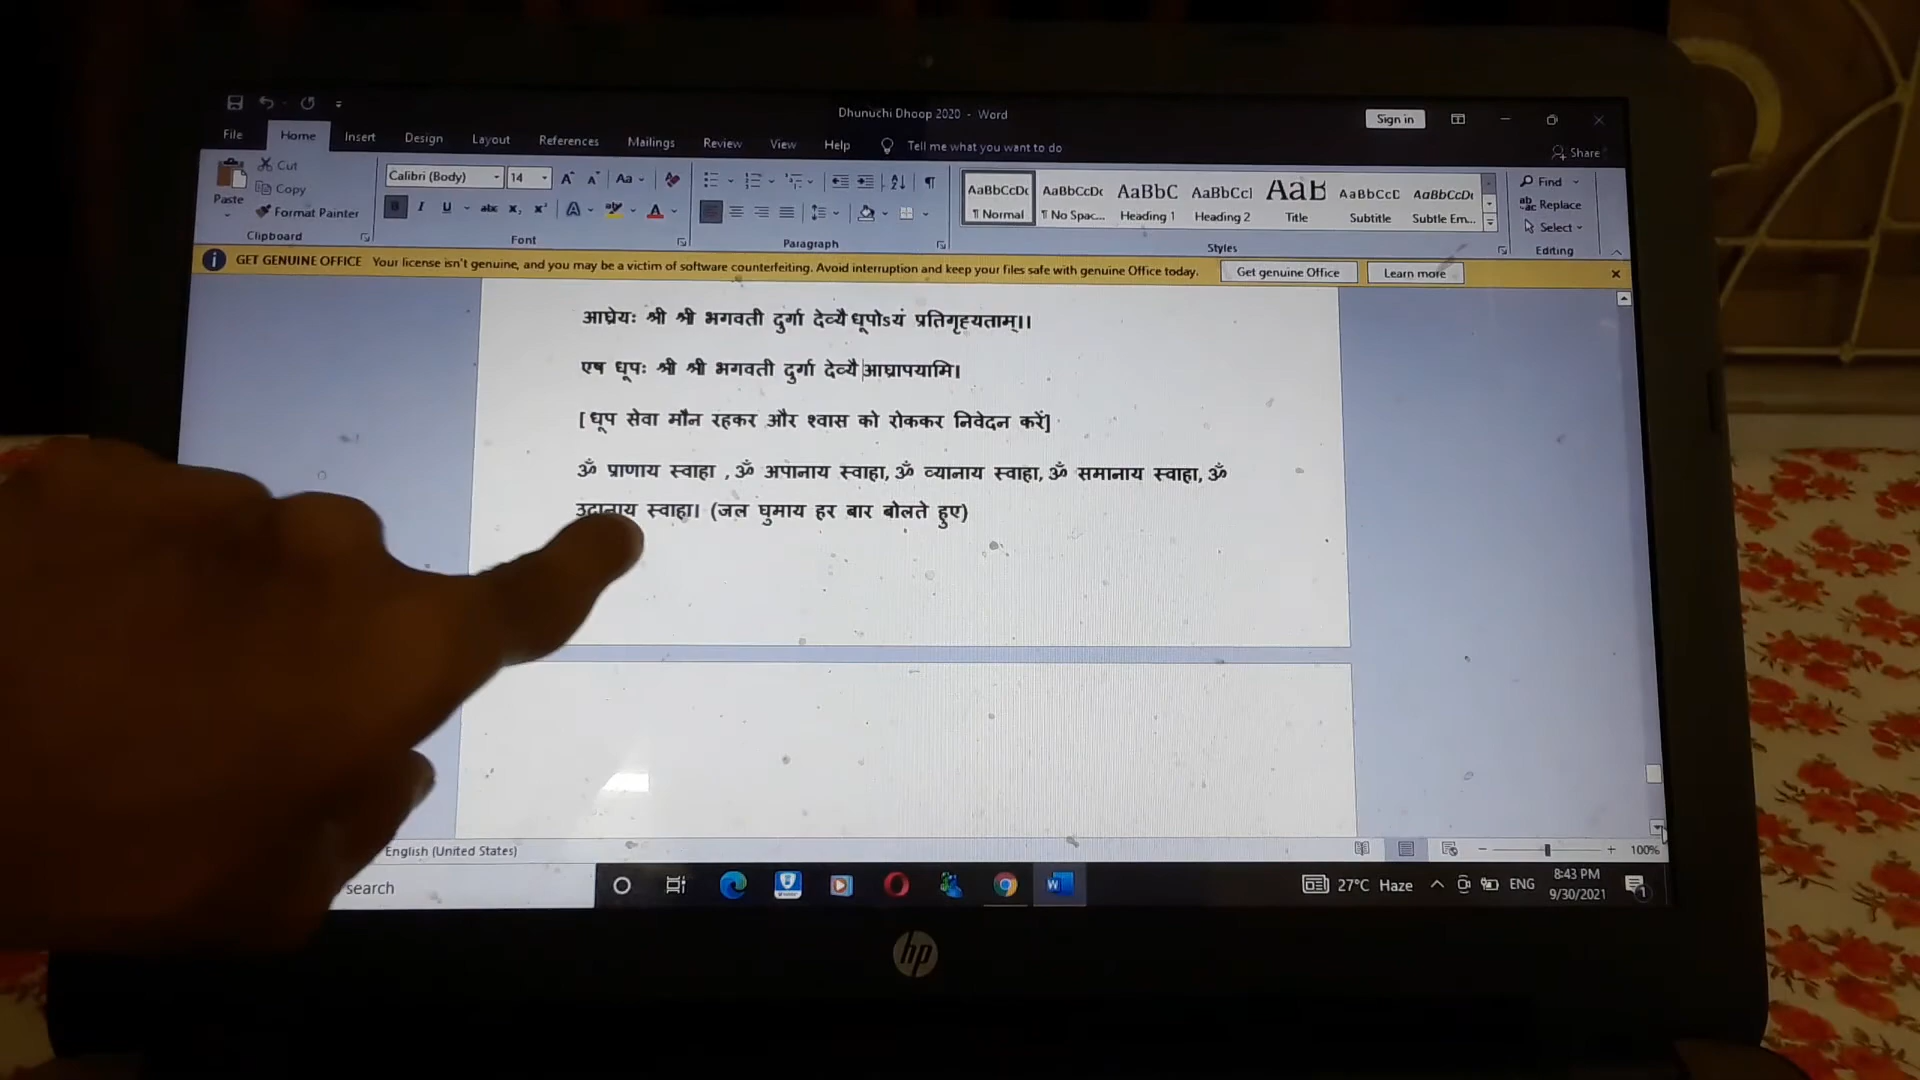 Dhunuchi Dhoop 2020 - Word
Sign in
File Home Insert Design Layout References Mailings Review View Help Tell me what you want to do
Share
Paste
Cut
Copy
Format Painter
Clipboard
Calibri (Body) 14
Font
Paragraph
AaBbCcDc AaBbCcDc AaBbC AaBbCcI AaB AaBbCcC AaBbCcDc
¶ Normal ¶ No Spac... Heading 1 Heading 2 Title Subtitle Subtle Em...
Styles
Find
Replace
Select
Editing
GET GENUINE OFFICE Your license isn't genuine, and you may be a victim of software counterfeiting. Avoid interruption and keep your files safe with genuine Office today. Get genuine Office Learn more
आघ्रेयः श्री श्री भगवती दुर्गा देव्यै धूपोsयं प्रतिगृह्यताम्।।
एष धूपः श्री श्री भगवती दुर्गा देव्यै आघ्रापयामि।
[धूप सेवा मौन रहकर और श्वास को रोककर निवेदन करें]
ॐ प्राणाय स्वाहा , ॐ अपानाय स्वाहा, ॐ व्यानाय स्वाहा, ॐ समानाय स्वाहा, ॐ
उदानाय स्वाहा। (जल घुमाय हर बार बोलते हुए)
English (United States)
100%
search
27°C Haze
ENG
8:43 PM
9/30/2021
hp